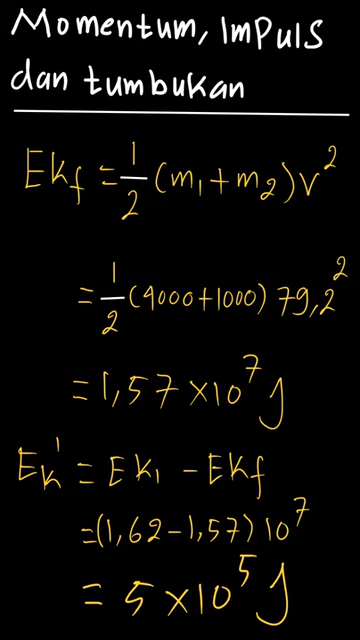 Momentum, ImPuls
dan tumbukan
Ekf = 1/2 (m₁ + m₂) v²
= 1/2 (4000 + 1000) 79,2²
= 1,57 × 10⁷ J
Ek' = Ek₁ - Ekf
= (1,62 - 1,57) 10⁷
= 5 × 10⁵ J